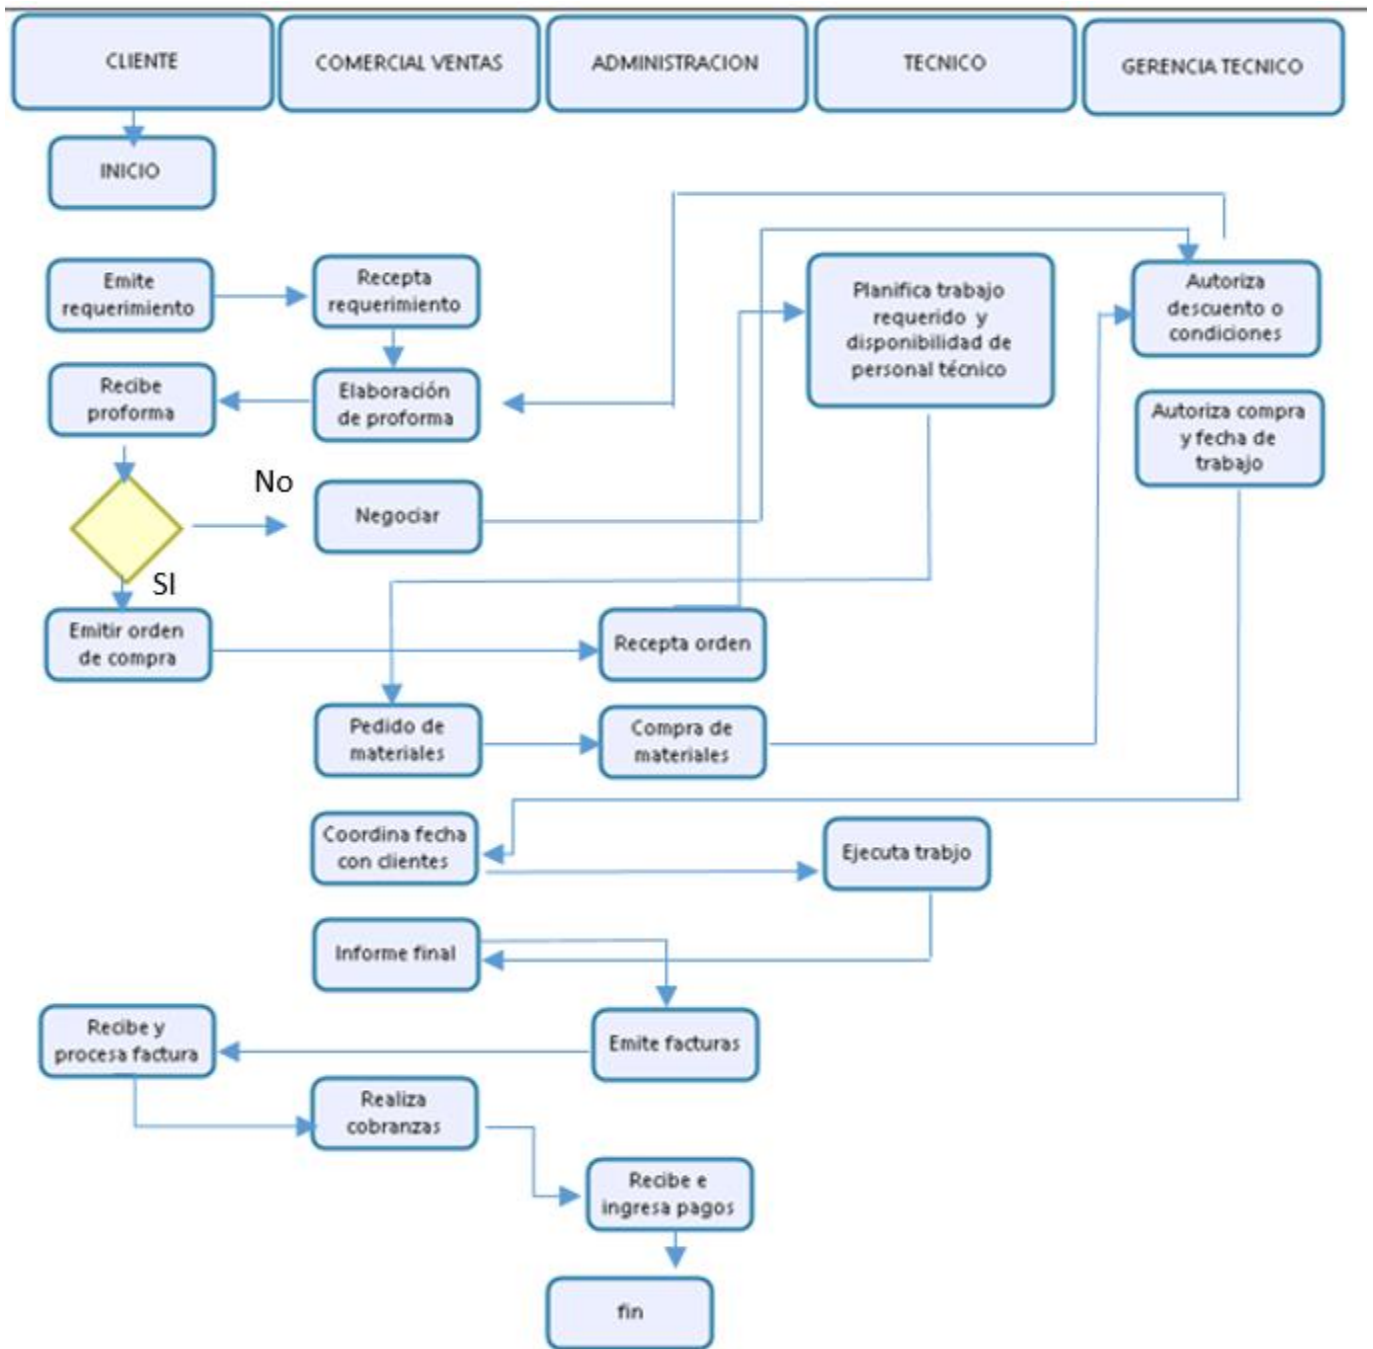 CLIENTE
COMERCIAL VENTAS
ADMINISTRACION
TECNICO
GERENCIA TECNICO
INICIO
Emite
requerimiento
Recepta
requerimiento
Planifica trabajo
requerido y
disponibilidad de
personal técnico
Autoriza
descuento o
condiciones
Recibe
proforma
Elaboración
de proforma
Autoriza compra
y fecha de
trabajo
No
Negociar
SI
Emitir orden
de compra
Recepta orden
Pedido de
materiales
Compra de
materiales
Coordina fecha
con clientes
Ejecuta trabjo
Informe final
Recibe y
procesa factura
Emite facturas
Realiza
cobranzas
Recibe e
ingresa pagos
fin